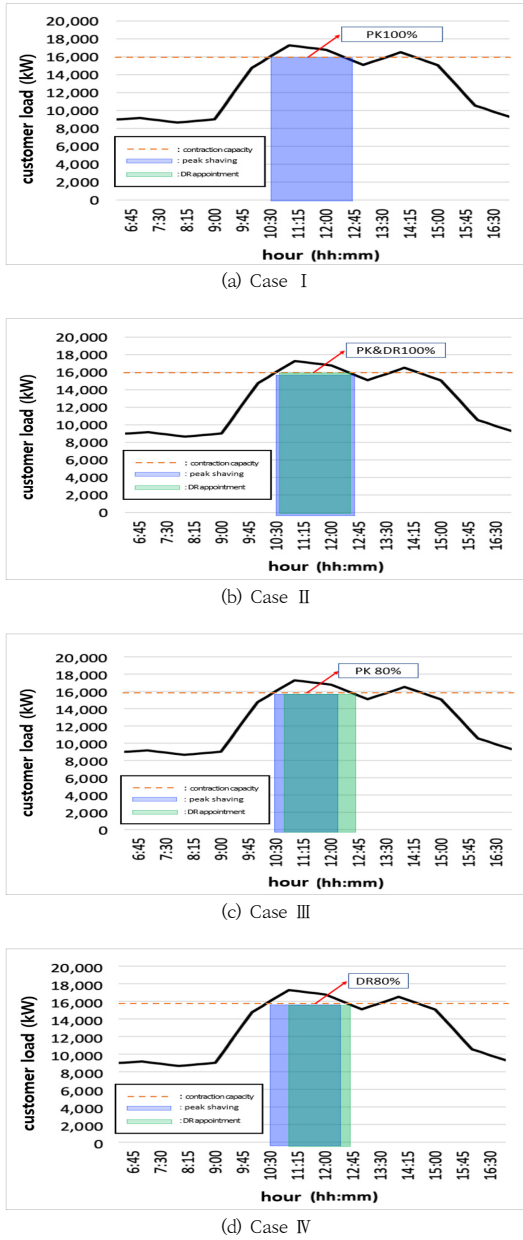 PK100%
20,000
18,000
16,000
14,000
12,000
10,000
8,000
6,000
4,000
2,000
0
customer load (kW)
: contraction capacity
: peak shaving
: DR appointment
6:45 7:30 8:15 9:00 9:45 10:30 11:15 12:00 12:45 13:30 14:15 15:00 15:45 16:30
hour (hh:mm)
(a) Case Ⅰ
PK&DR100%
20,000
18,000
16,000
14,000
12,000
10,000
8,000
6,000
4,000
2,000
0
customer load (kW)
: contraction capacity
: peak shaving
: DR appointment
6:45 7:30 8:15 9:00 9:45 10:30 11:15 12:00 12:45 13:30 14:15 15:00 15:45 16:30
hour (hh:mm)
(b) Case Ⅱ
PK 80%
20,000
18,000
16,000
14,000
12,000
10,000
8,000
6,000
4,000
2,000
0
customer load (kW)
: contraction capacity
: peak shaving
: DR appointment
6:45 7:30 8:15 9:00 9:45 10:30 11:15 12:00 12:45 13:30 14:15 15:00 15:45 16:30
hour (hh:mm)
(c) Case Ⅲ
DR80%
20,000
18,000
16,000
14,000
12,000
10,000
8,000
6,000
4,000
2,000
0
customer load (kW)
: contraction capacity
: peak shaving
: DR appointment
6:45 7:30 8:15 9:00 9:45 10:30 11:15 12:00 12:45 13:30 14:15 15:00 15:45 16:30
hour (hh:mm)
(d) Case Ⅳ